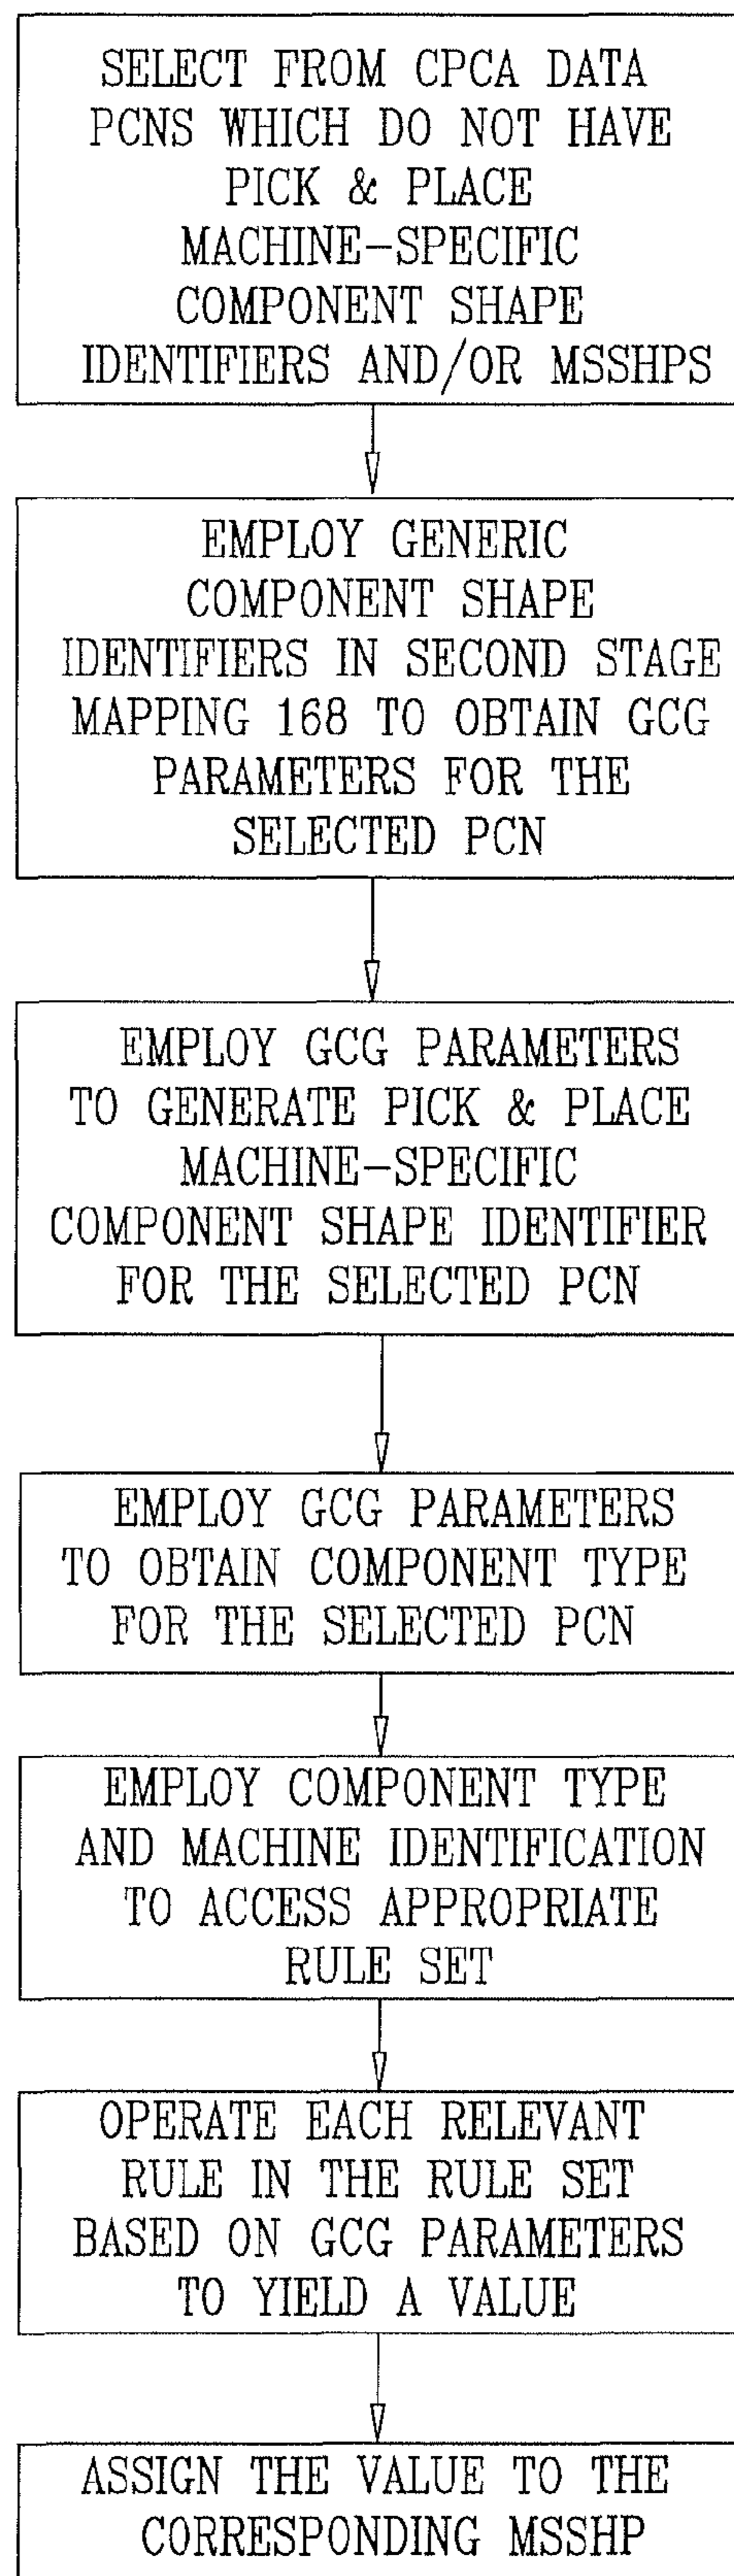 SELECT FROM CPCA DATA
PCNS WHICH DO NOT HAVE
PICK & PLACE
MACHINE-SPECIFIC
COMPONENT SHAPE
IDENTIFIERS AND/OR MSSHPS
EMPLOY GENERIC
COMPONENT SHAPE
IDENTIFIERS IN SECOND STAGE
MAPPING 168 TO OBTAIN GCG
PARAMETERS FOR THE
SELECTED PCN
EMPLOY GCG PARAMETERS
TO GENERATE PICK & PLACE
MACHINE-SPECIFIC
COMPONENT SHAPE IDENTIFIER
FOR THE SELECTED PCN
EMPLOY GCG PARAMETERS
TO OBTAIN COMPONENT TYPE
FOR THE SELECTED PCN
EMPLOY COMPONENT TYPE
AND MACHINE IDENTIFICATION
TO ACCESS APPROPRIATE
RULE SET
OPERATE EACH RELEVANT
RULE IN THE RULE SET
BASED ON GCG PARAMETERS
TO YIELD A VALUE
ASSIGN THE VALUE TO THE
CORRESPONDING MSSHP